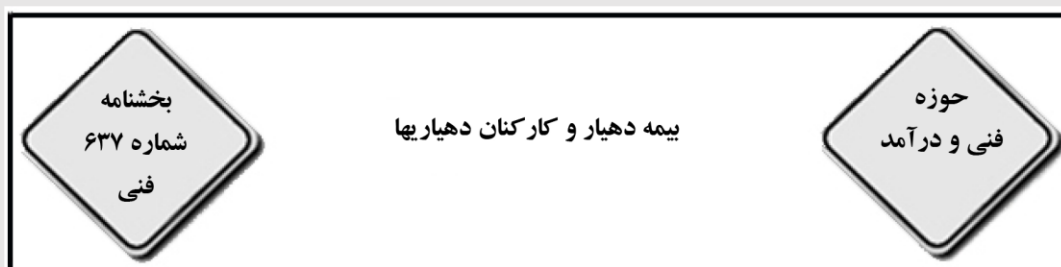 حوزه
فنی و درآمد
بیمه دهیار و کارکنان دهیاریها
بخشنامه
شماره ۶۳۷
فنی